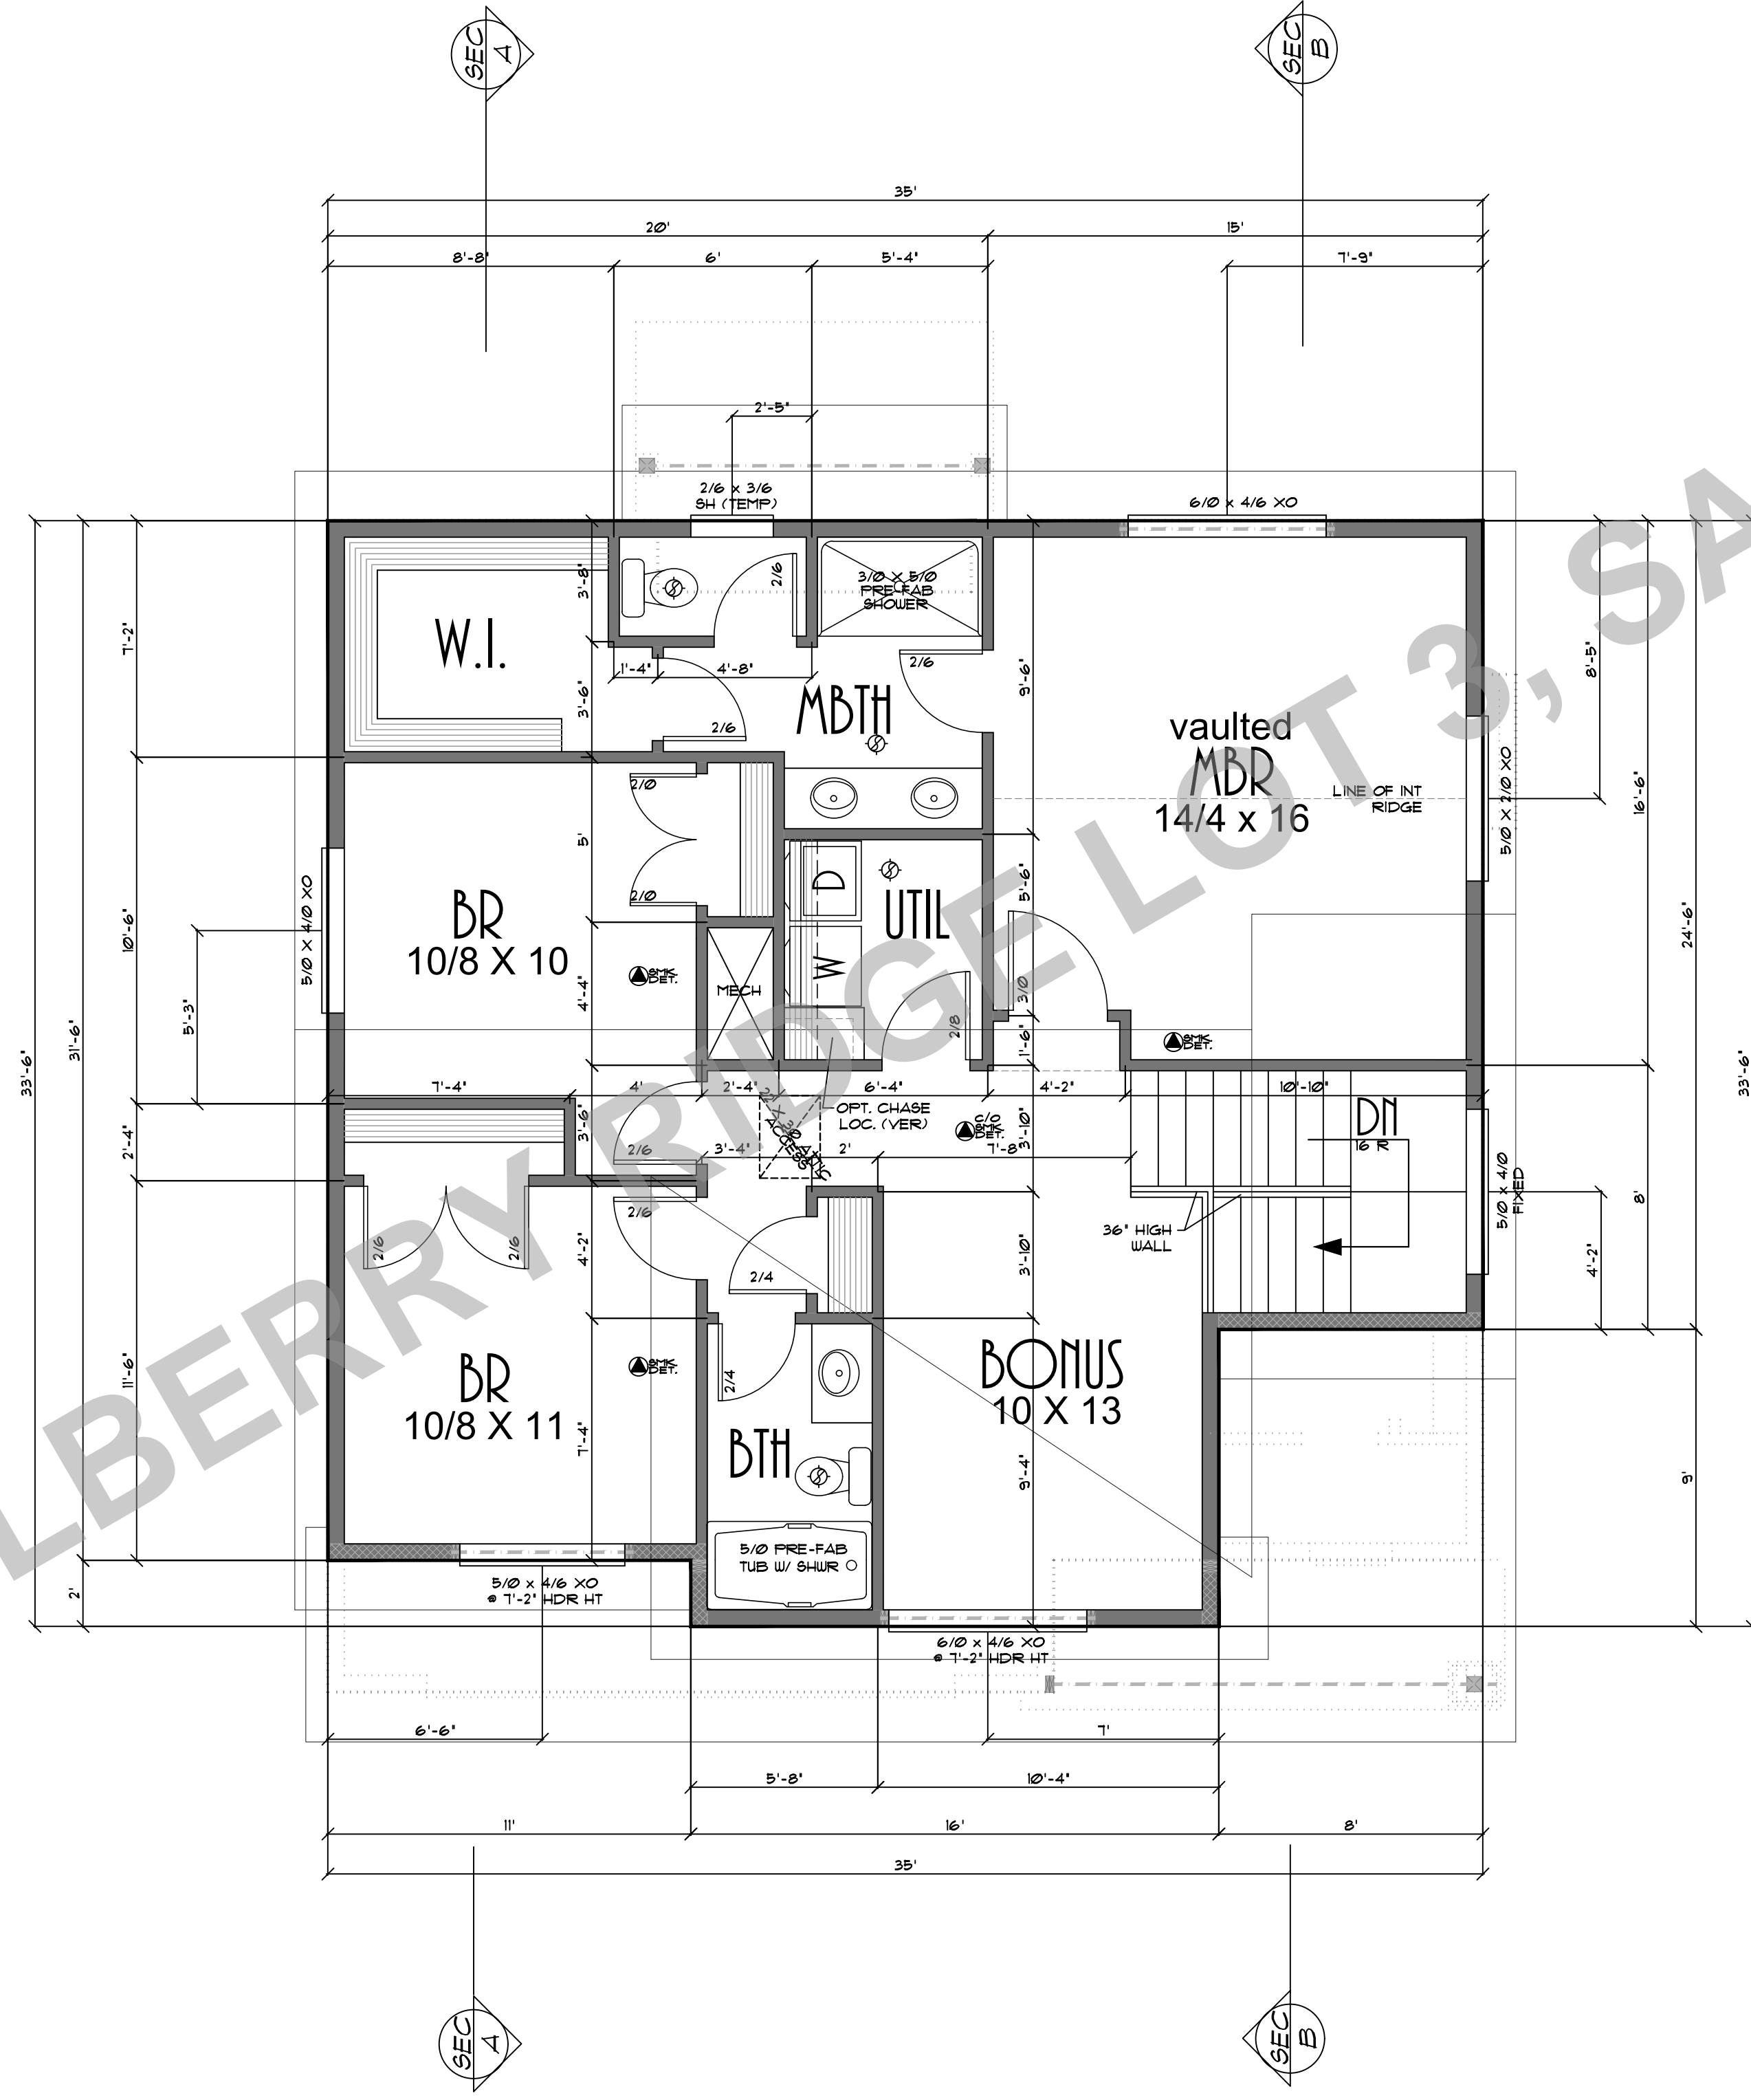 SEC
A
SEC
B
35'
20'
15'
8'-8"
6'
5'-4"
7'-9"
2'-5"
2/6 x 3/6
SH (TEMP)
6/0 x 4/6 XO
3'-8"
2/6
3/0 X 5/0
PRE-FAB
SHOWER
W.I.
7'-2"
1'-4"
4'-8"
2/6
9'-6"
8'-5"
3'-6"
2/6
MBTH
vaulted
MBR
14/4 x 16
LINE OF INT
RIDGE
5/0 X 2/0 XO
16'-6"
2/0
5'
2/0
D
UTIL
5'-6"
5/0 X 4/0 XO
BR
10/8 X 10
10'-6"
24'-6"
W
MECH
SMK
DET.
4'-4"
3/0
5'-3"
2/8
1'-6"
SMK
DET.
33'-6"
31'-6"
33'-6"
7'-4"
4'
2'-4"
6'-4"
4'-2"
10'-10"
OPT. CHASE
LOC. (VER)
C/O
SMK
DET.
3'-10"
DN
16 R
2'-4"
3'-6"
2/6
3'-4"
2'
7'-8"
22" X 30"
ATTIC
ACCESS
5/0 X 4/0
FIXED
8'
2/6
2/6
2/6
4'-2"
2/4
3'-10"
36" HIGH
WALL
4'-2"
BR
10/8 X 11
SMK
DET.
11'-6"
2/4
BONUS
10 X 13
7'-4"
BTH
9'-4"
9'
5/0 PRE-FAB
TUB W/ SHWR
2'
5/0 x 4/6 XO
@ 7'-2" HDR HT
6/0 x 4/6 XO
@ 7'-2" HDR HT
6'-6"
7'
5'-8"
10'-4"
11'
16'
8'
35'
SEC
A
SEC
B
LBERRY RIDGE LOT 3, SA